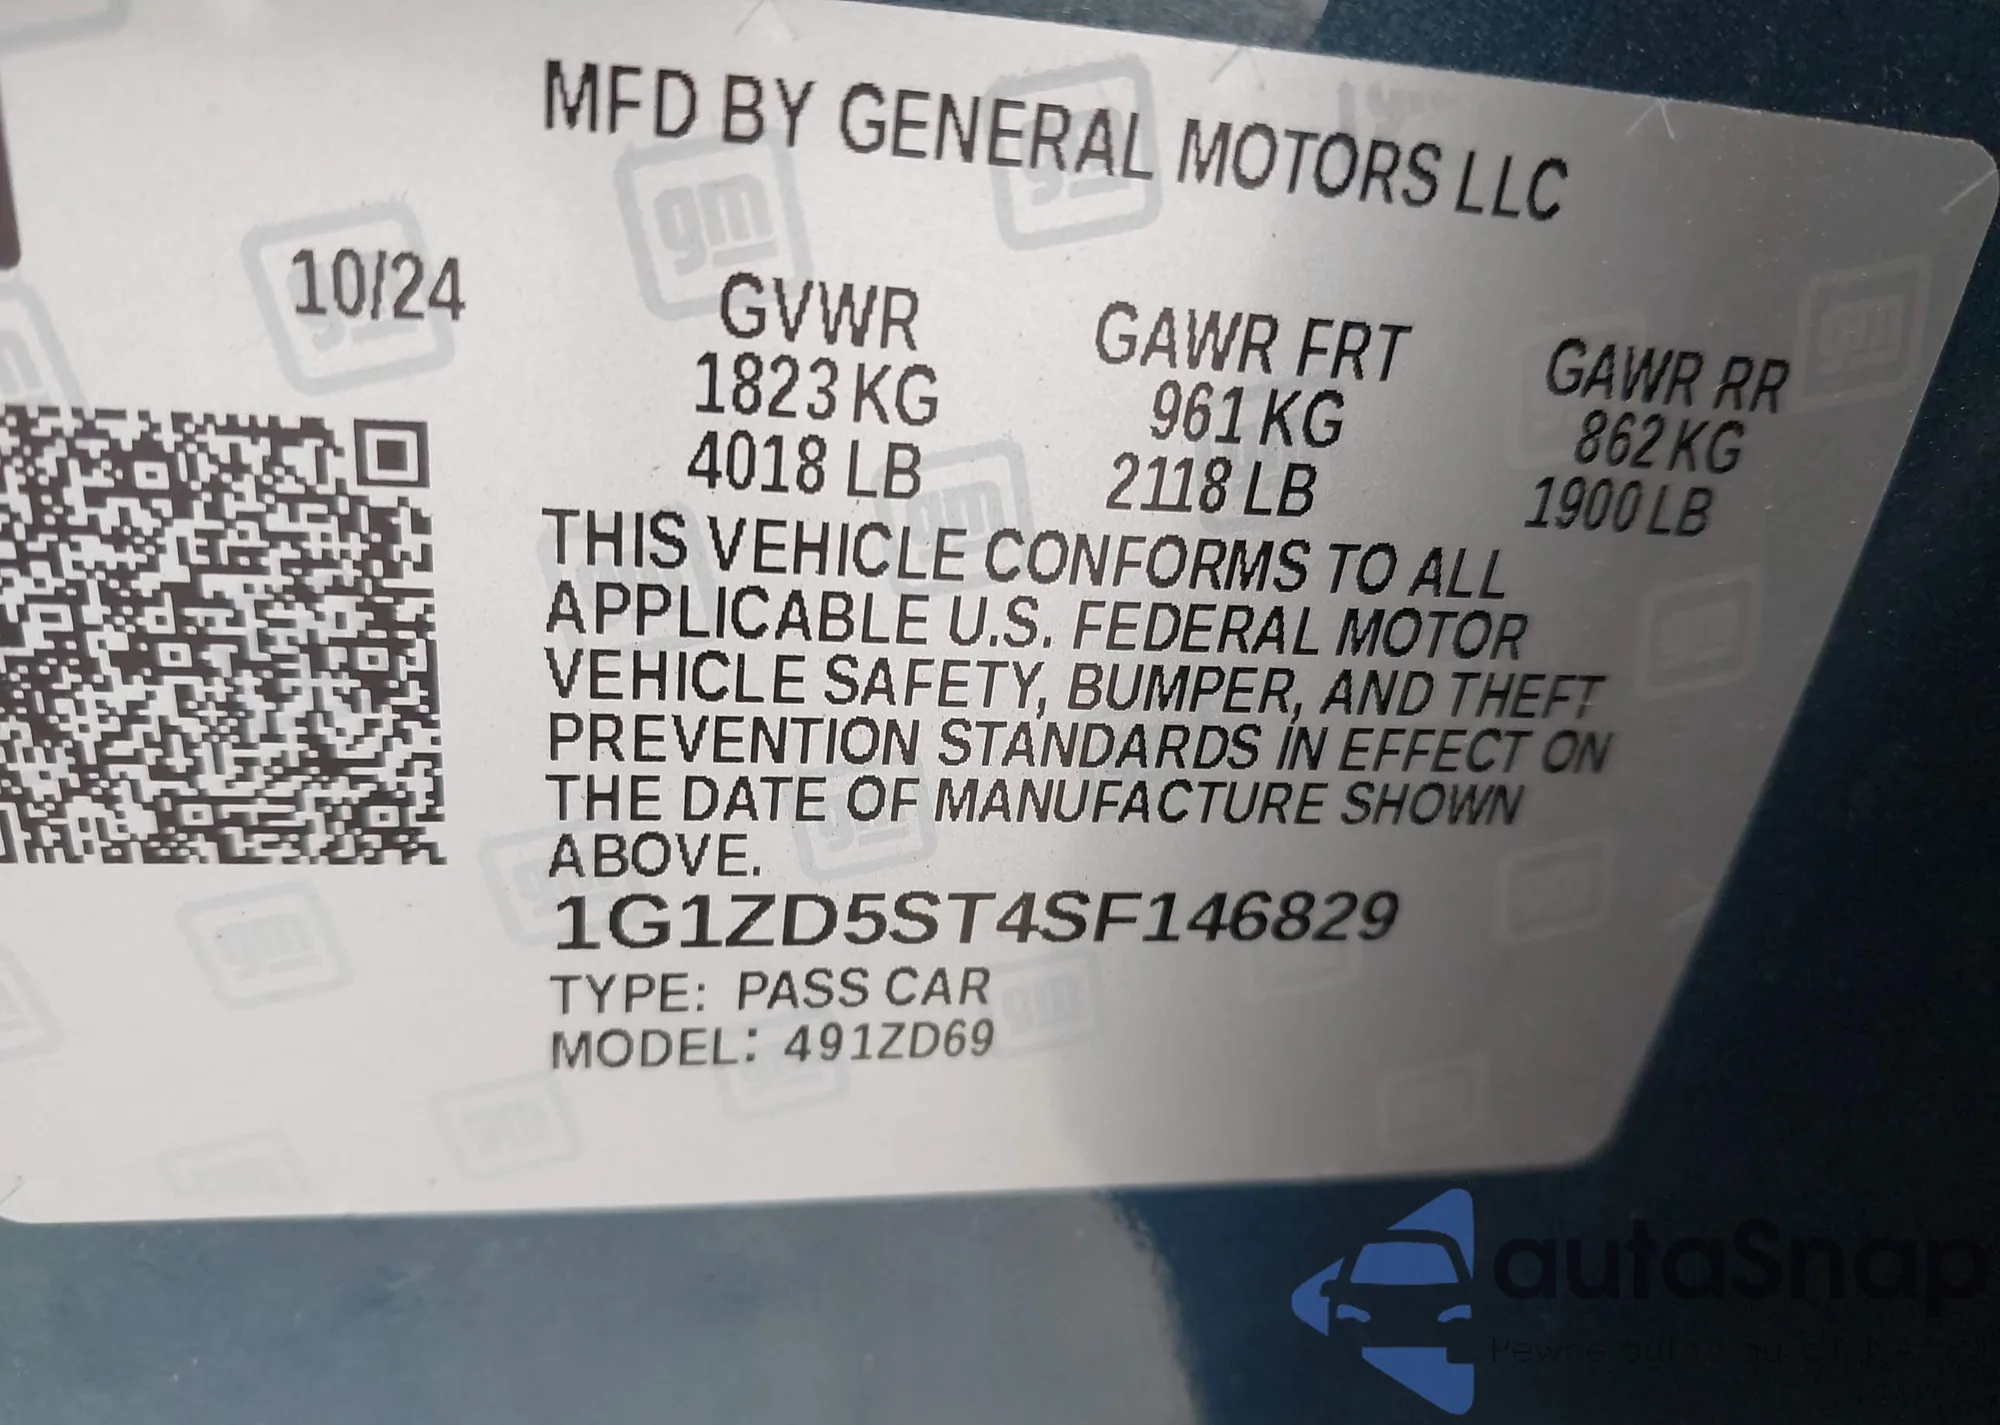 MFD BY GENERAL MOTORS LLC
10/24
GVWR GAWR FRT GAWR RR
1823 KG 961 KG 862 KG
4018 LB 2118 LB 1900 LB
THIS VEHICLE CONFORMS TO ALL
APPLICABLE U.S. FEDERAL MOTOR
VEHICLE SAFETY, BUMPER, AND THEFT
PREVENTION STANDARDS IN EFFECT ON
THE DATE OF MANUFACTURE SHOWN
ABOVE.
1G1ZD5ST4SF146829
TYPE: PASS CAR
MODEL: 491ZD69
gm
autaSnap